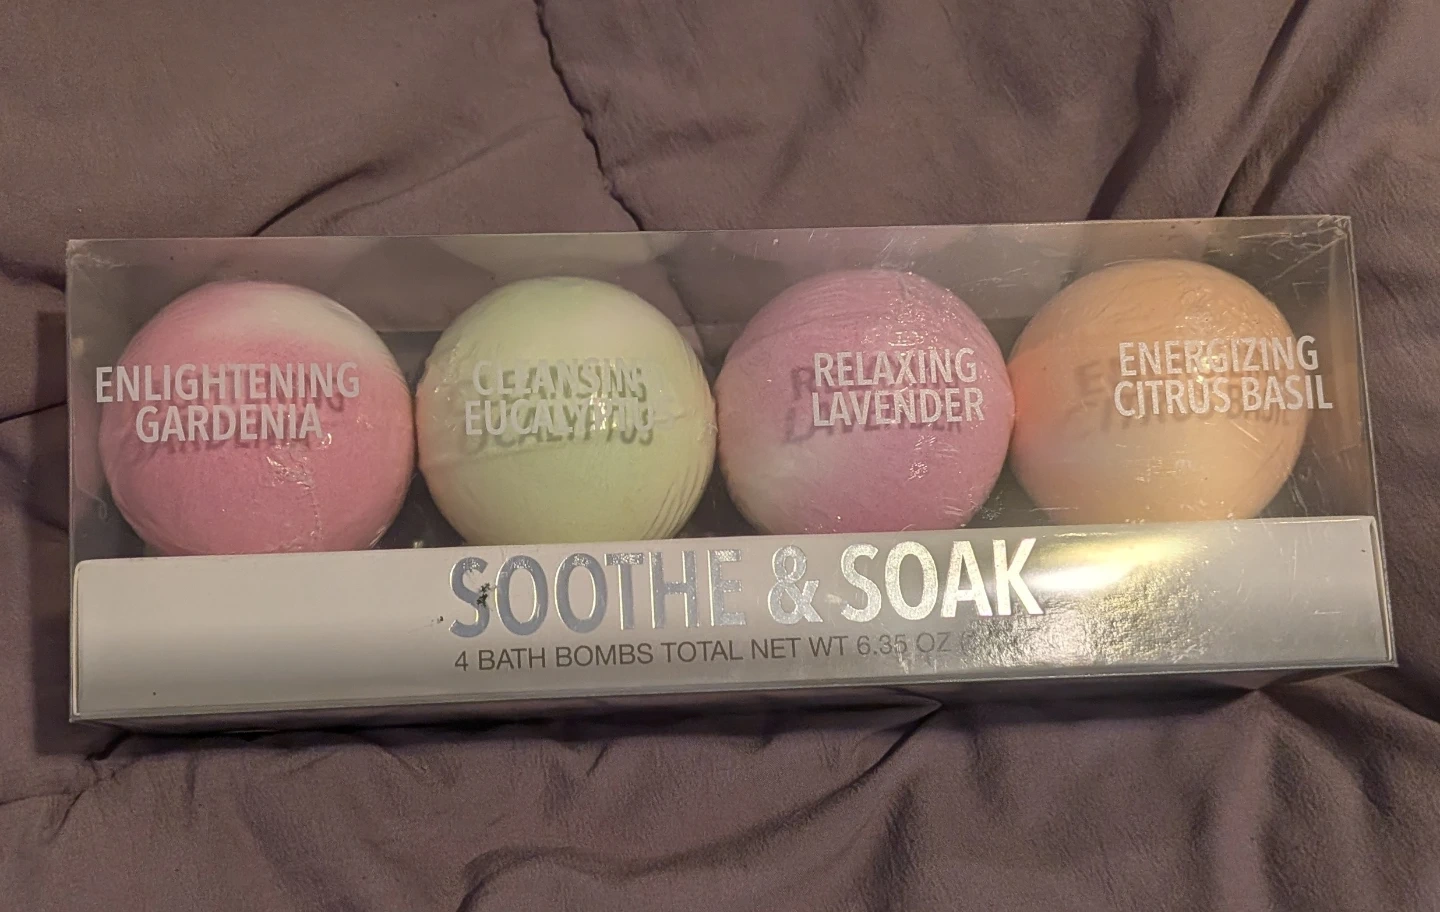 ENLIGHTENING
GARDENIA
CLEANSING
EUCALYPTUS
RELAXING
LAVENDER
ENERGIZING
CITRUS BASIL
SOOTHE & SOAK
4 BATH BOMBS TOTAL NET WT 6.35 OZ